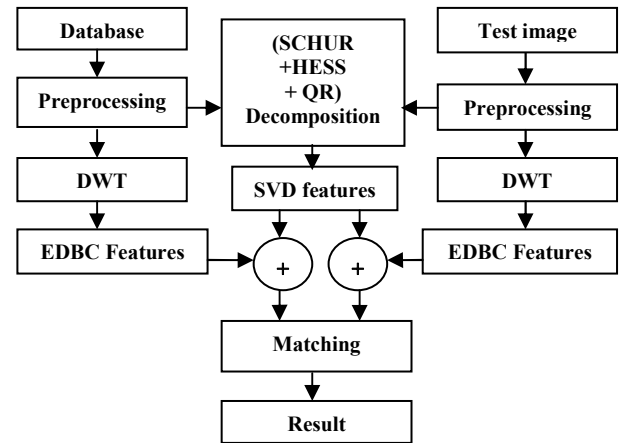 Database
(SCHUR
+HESS
+ QR)
Decomposition
Test image
Preprocessing
Preprocessing
DWT
SVD features
DWT
EDBC Features
+
+
EDBC Features
Matching
Result